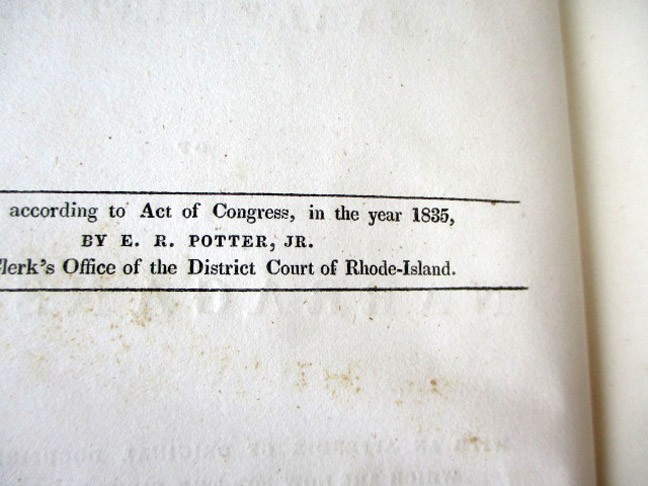 according to Act of Congress, in the year 1835,
BY E. R. POTTER, JR.
Clerk's Office of the District Court of Rhode-Island.